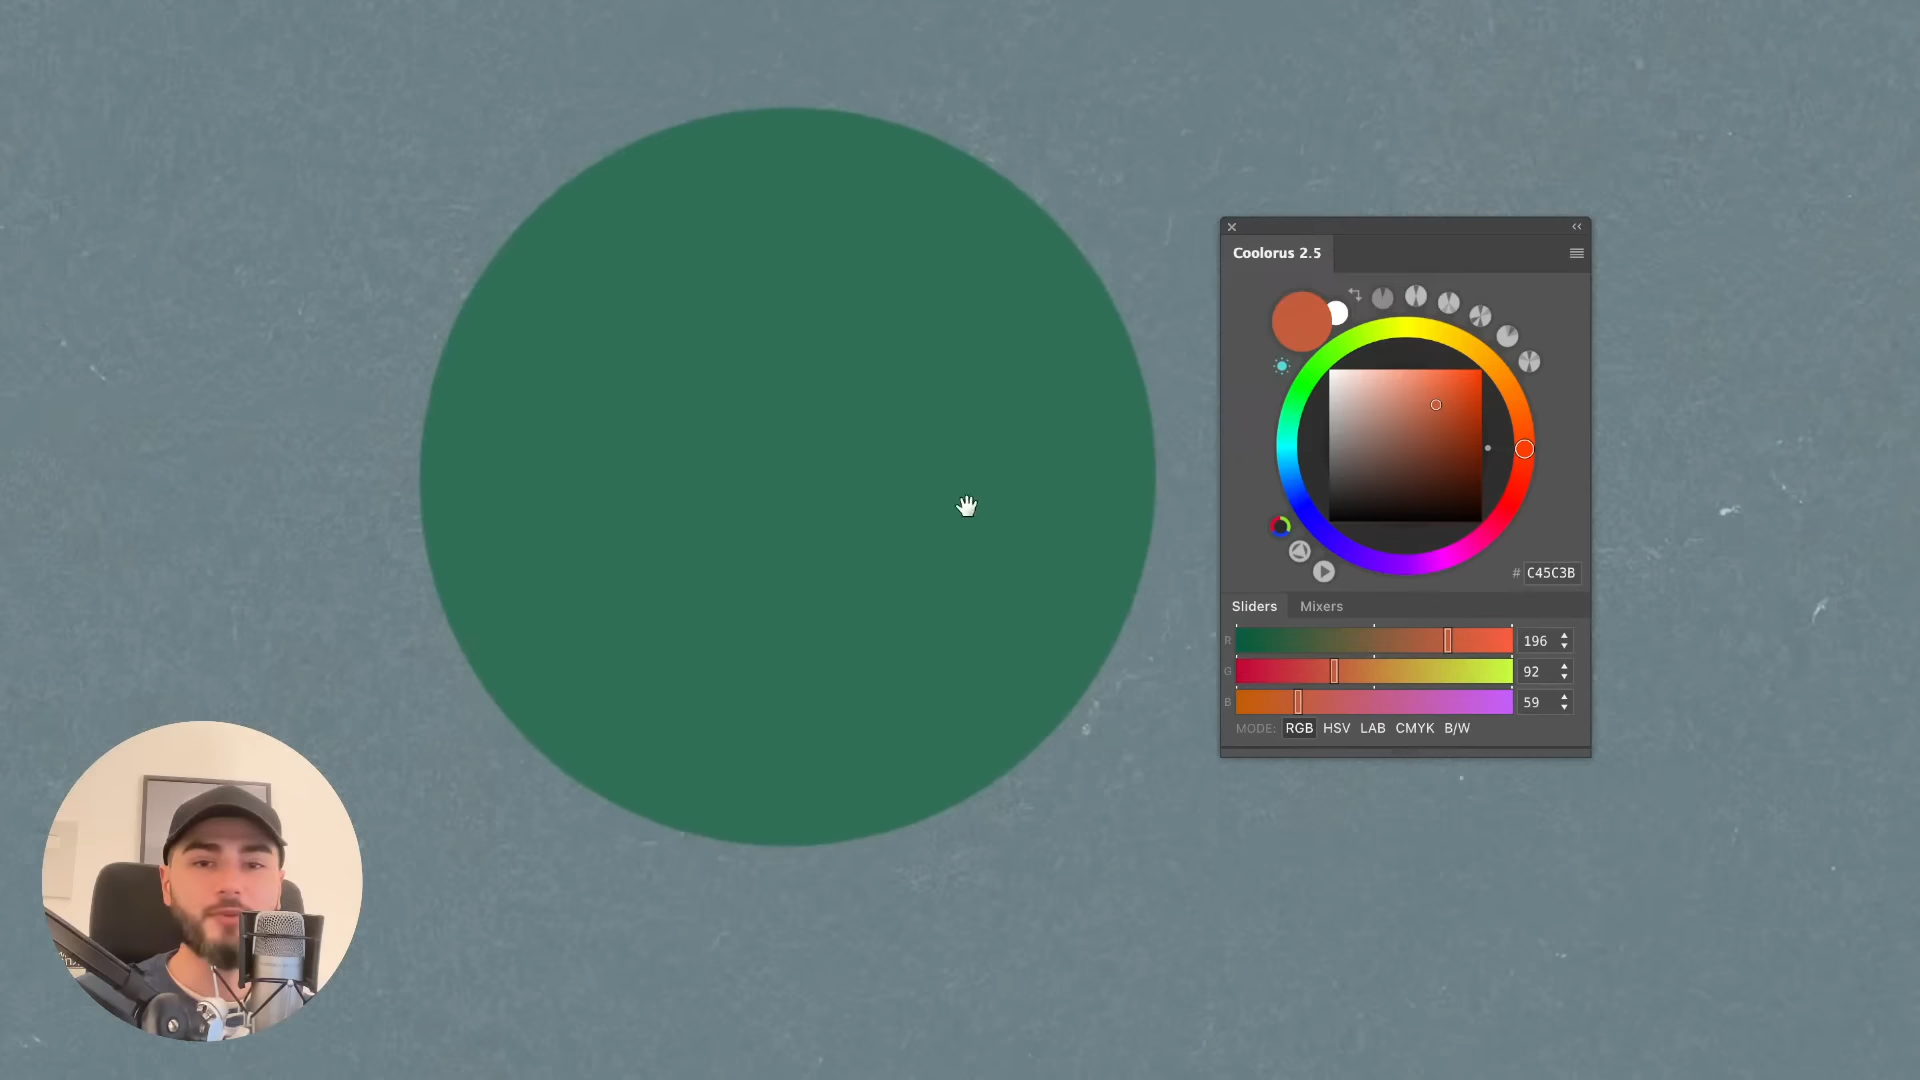 Coolorus 2.5
# C45C3B
Sliders Mixers
R 196
G 92
B 59
MODE: RGB HSV LAB CMYK B/W